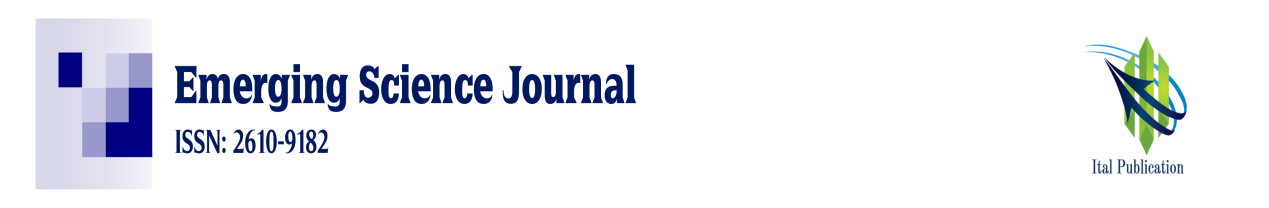 Emerging Science Journal
ISSN: 2610-9182
Ital Publication